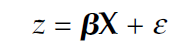 z = βX + ε